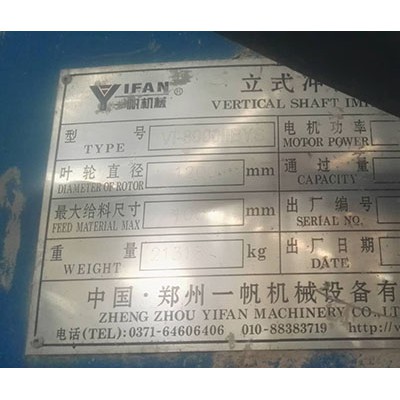 YIFAN ®
一帆机械
立式冲
VERTICAL SHAFT IM
型 号
TYPE
电机功率
MOTOR POWER
叶轮直径 mm
DIAMETER OF ROTOR
通过量
CAPACITY
最大给料尺寸 mm
FEED MATERIAL MAX
出厂编号
SERIAL NO.
重 量 kg
WEIGHT
出厂日期
DATE
中国·郑州一帆机械设备有
ZHENG ZHOU YIFAN MACHINERY CO.,L
电话(TEL):0371-64606406 010-88383719 http://w